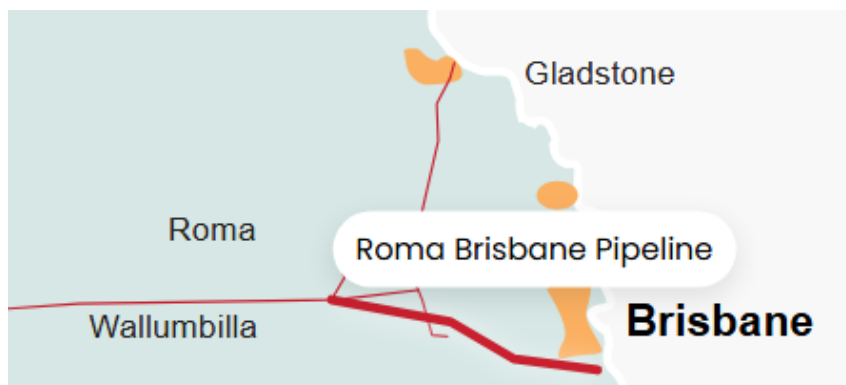 Gladstone
Roma
Roma Brisbane Pipeline
Wallumbilla
Brisbane